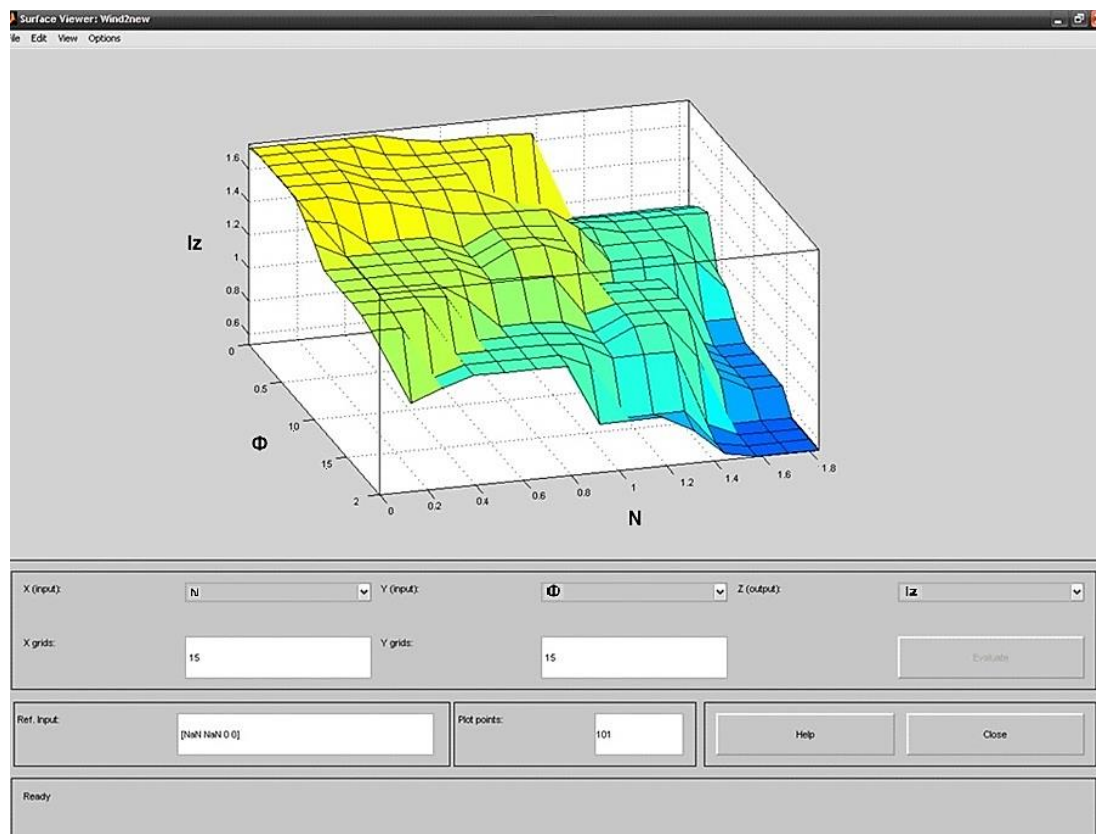 Surface Viewer: Wind2new
File Edit View Options
1.6
1.4
1.2
1
0.8
0.6
Iz
0
0.5
10
15
2
Φ
0
0.2
0.4
0.6
0.8
1
1.2
1.4
1.6
1.8
N
X (input): N Y (input): Φ Z (output): Iz
X grids: 15 Y grids: 15 Evaluate
Ref. Input: [NaN NaN 0 0] Plot points: 101 Help Close
Ready